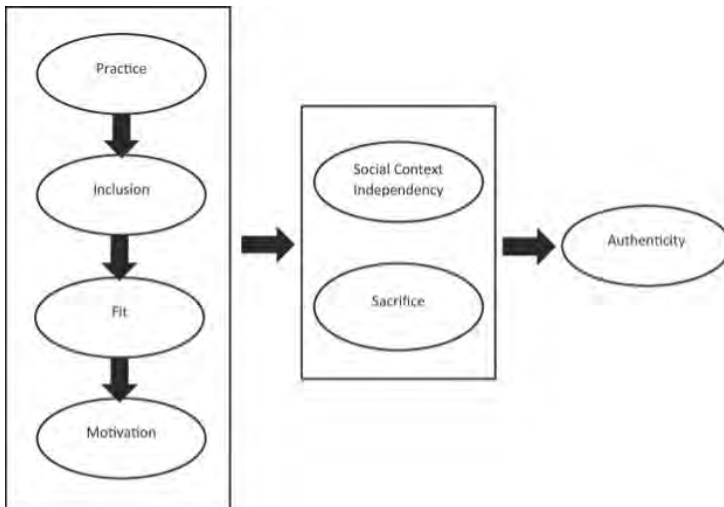 Practice
Inclusion
Fit
Motivation
Social Context
Independency
Sacrifice
Authenticity